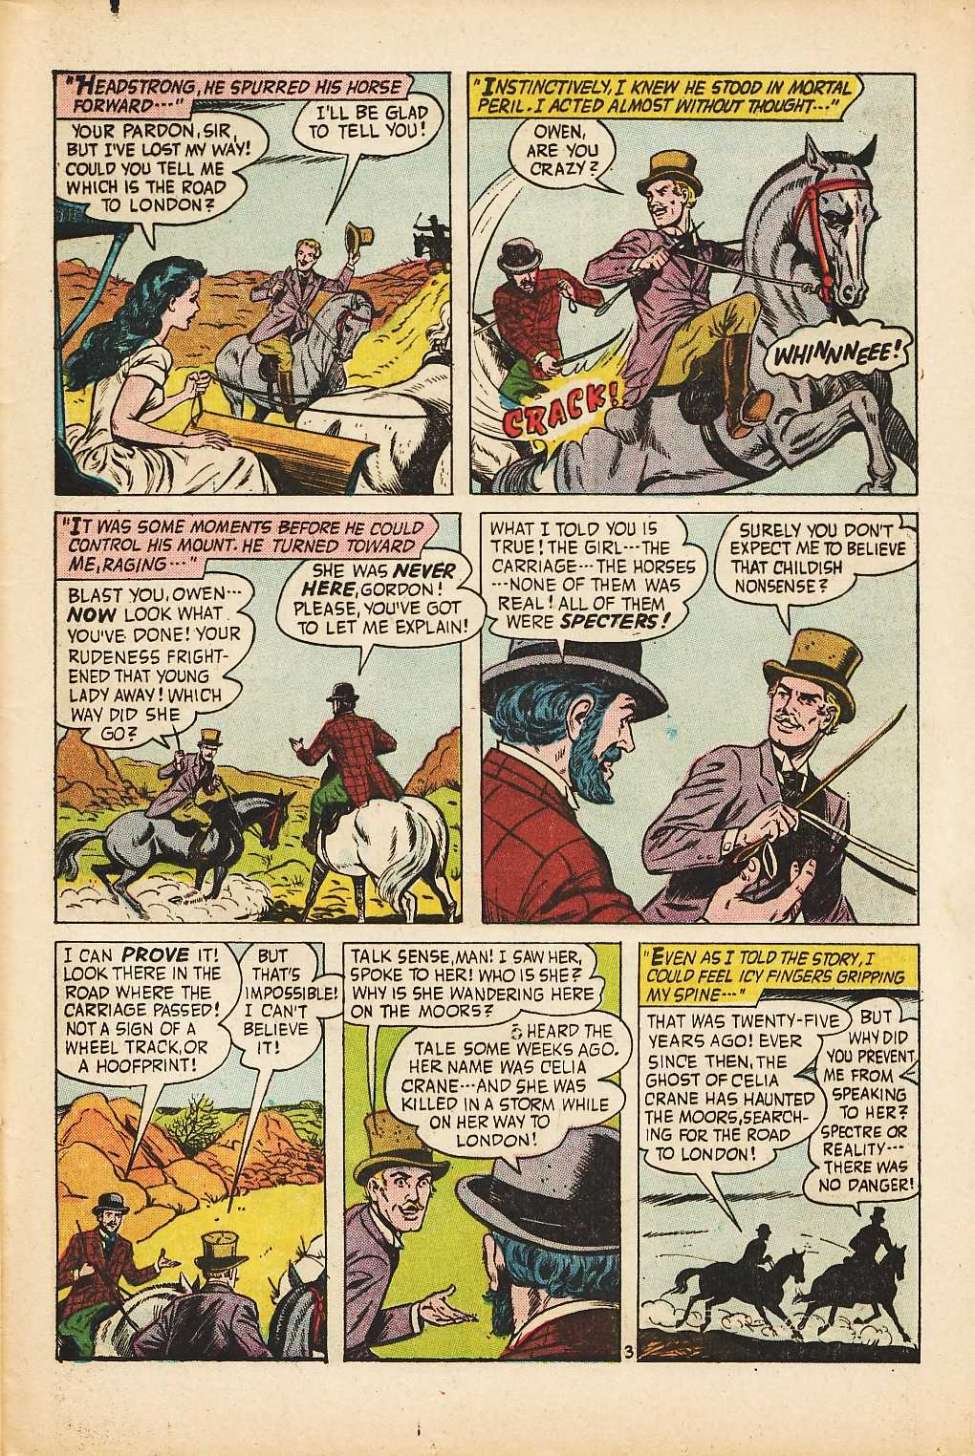 "HEADSTRONG, HE SPURRED HIS HORSE
FORWARD---"
YOUR PARDON, SIR,
BUT I'VE LOST MY WAY!
COULD YOU TELL ME
WHICH IS THE ROAD
TO LONDON?
I'LL BE GLAD
TO TELL YOU!
"INSTINCTIVELY, I KNEW HE STOOD IN MORTAL
PERIL. I ACTED ALMOST WITHOUT THOUGHT---"
OWEN,
ARE YOU
CRAZY?
CRACK!
WHINNNEEE!
"IT WAS SOME MOMENTS BEFORE HE COULD
CONTROL HIS MOUNT. HE TURNED TOWARD
ME, RAGING---"
BLAST YOU, OWEN---
NOW LOOK WHAT
YOU'VE DONE! YOUR
RUDENESS FRIGHT-
ENED THAT YOUNG
LADY AWAY! WHICH
WAY DID SHE
GO?
SHE WAS NEVER
HERE, GORDON!
PLEASE, YOU'VE GOT
TO LET ME EXPLAIN!
WHAT I TOLD YOU IS
TRUE! THE GIRL---THE
CARRIAGE---THE HORSES
---NONE OF THEM WAS
REAL! ALL OF THEM
WERE SPECTERS!
SURELY YOU DON'T
EXPECT ME TO BELIEVE
THAT CHILDISH
NONSENSE?
I CAN PROVE IT!
LOOK THERE IN THE
ROAD WHERE THE
CARRIAGE PASSED!
NOT A SIGN OF A
WHEEL TRACK, OR
A HOOFPRINT!
BUT
THAT'S
IMPOSSIBLE!
I CAN'T
BELIEVE
IT!
TALK SENSE, MAN! I SAW HER,
SPOKE TO HER! WHO IS SHE?
WHY IS SHE WANDERING HERE
ON THE MOORS?
HEARD THE
TALE SOME WEEKS AGO.
HER NAME WAS CELIA
CRANE---AND SHE WAS
KILLED IN A STORM WHILE
ON HER WAY TO
LONDON!
3
"EVEN AS I TOLD THE STORY, I
COULD FEEL ICY FINGERS GRIPPING
MY SPINE---"
THAT WAS TWENTY-FIVE
YEARS AGO! EVER
SINCE THEN, THE
GHOST OF CELIA
CRANE HAS HAUNTED
THE MOORS, SEARCH-
ING FOR THE ROAD
TO LONDON!
BUT
WHY DID
YOU PREVENT
ME FROM
SPEAKING
TO HER?
SPECTRE OR
REALITY---
THERE WAS
NO DANGER!